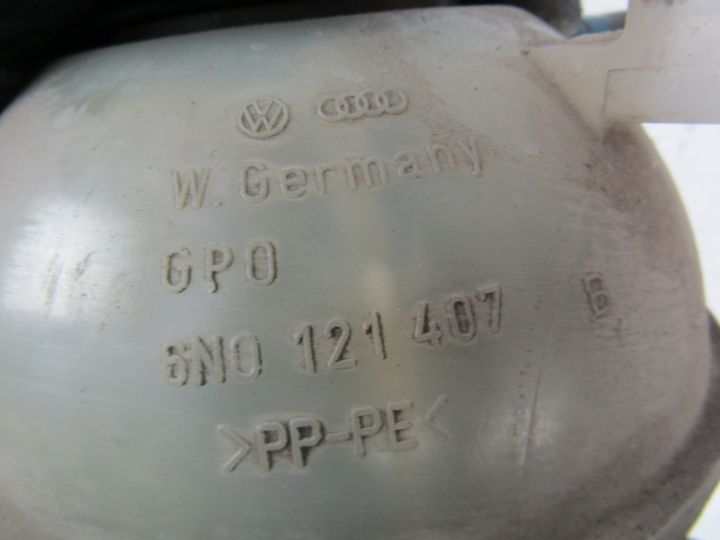 W. Germany
GPO
6N0 121 407 B
>PP-PE<